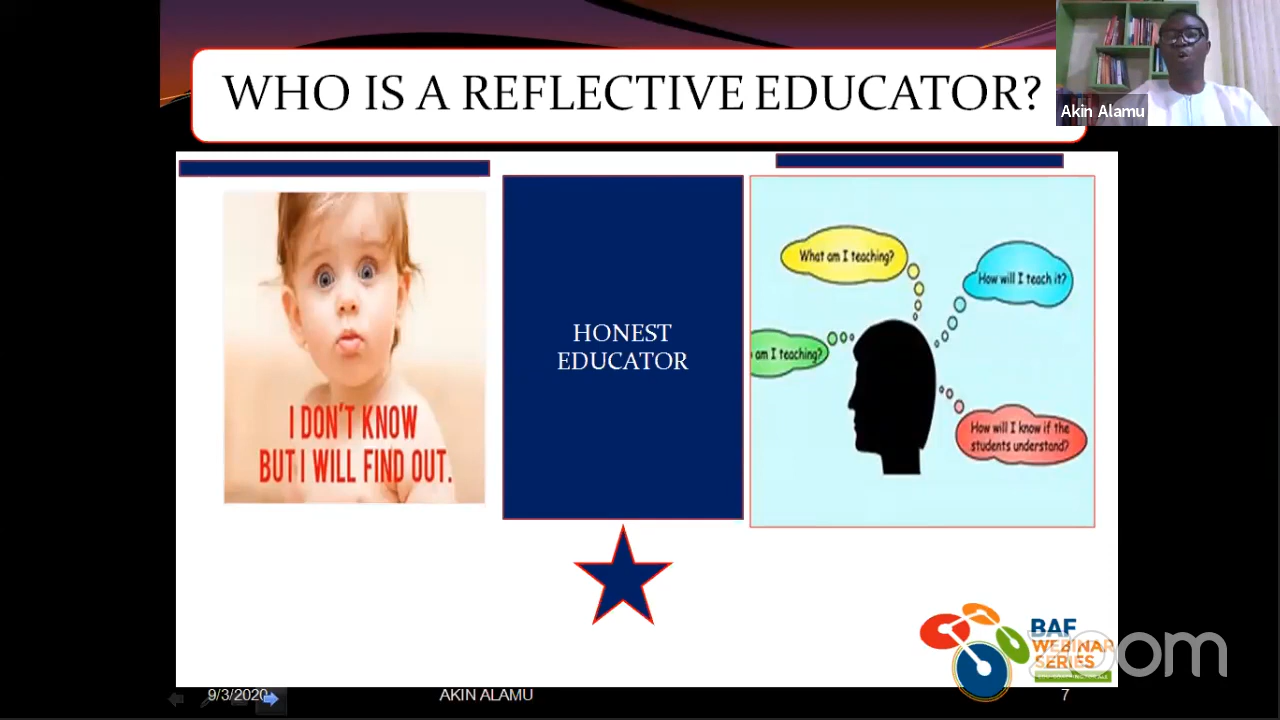 WHO IS A REFLECTIVE EDUCATOR?
Akin Alamu
I DON'T KNOW
BUT I WILL FIND OUT.
HONEST
EDUCATOR
What am I teaching?
How will I teach it?
am I teaching?
How will I know if the
students understand?
BAF
WEBINAR
SERIES
zoom
9/3/2020
AKIN ALAMU
7